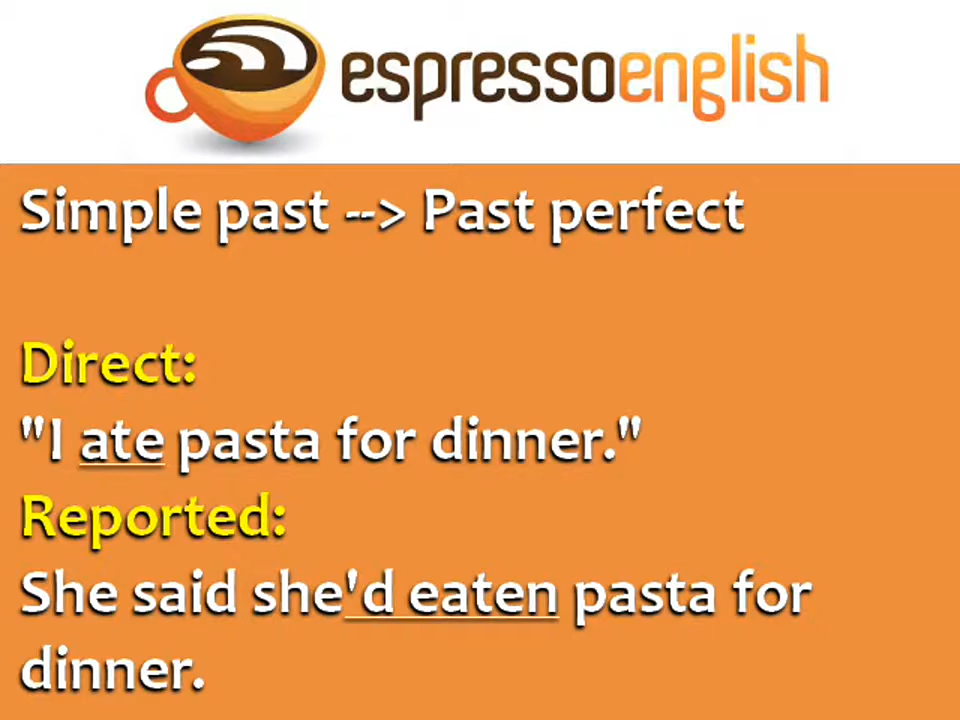 espressoenglish
Simple past --> Past perfect
Direct:
"I ate pasta for dinner."
Reported:
She said she'd eaten pasta for
dinner.